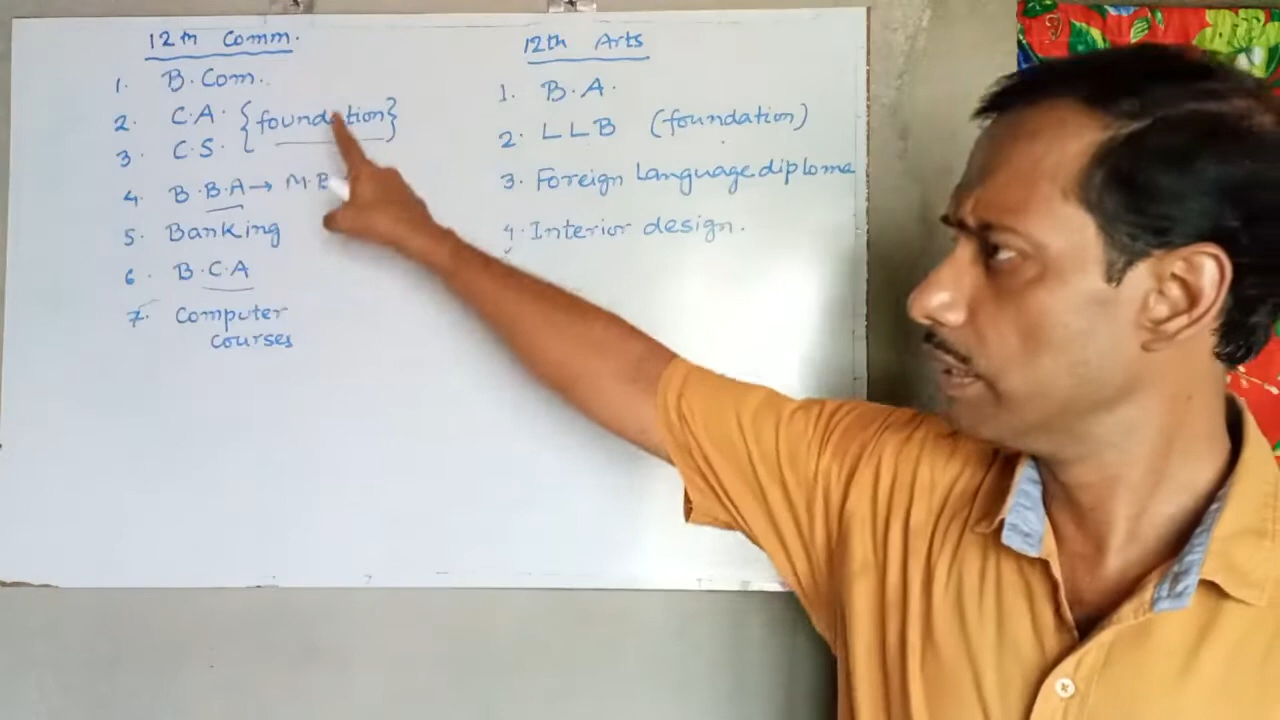 12th Comm.
1. B.Com.
2. C.A. {foundation}
3. C.S.
4. B.B.A → M.B
5. Banking
6. B.C.A
7. Computer
courses
12th Arts
1. B.A.
2. LLB (foundation)
3. Foreign Language diploma
4. Interior design.